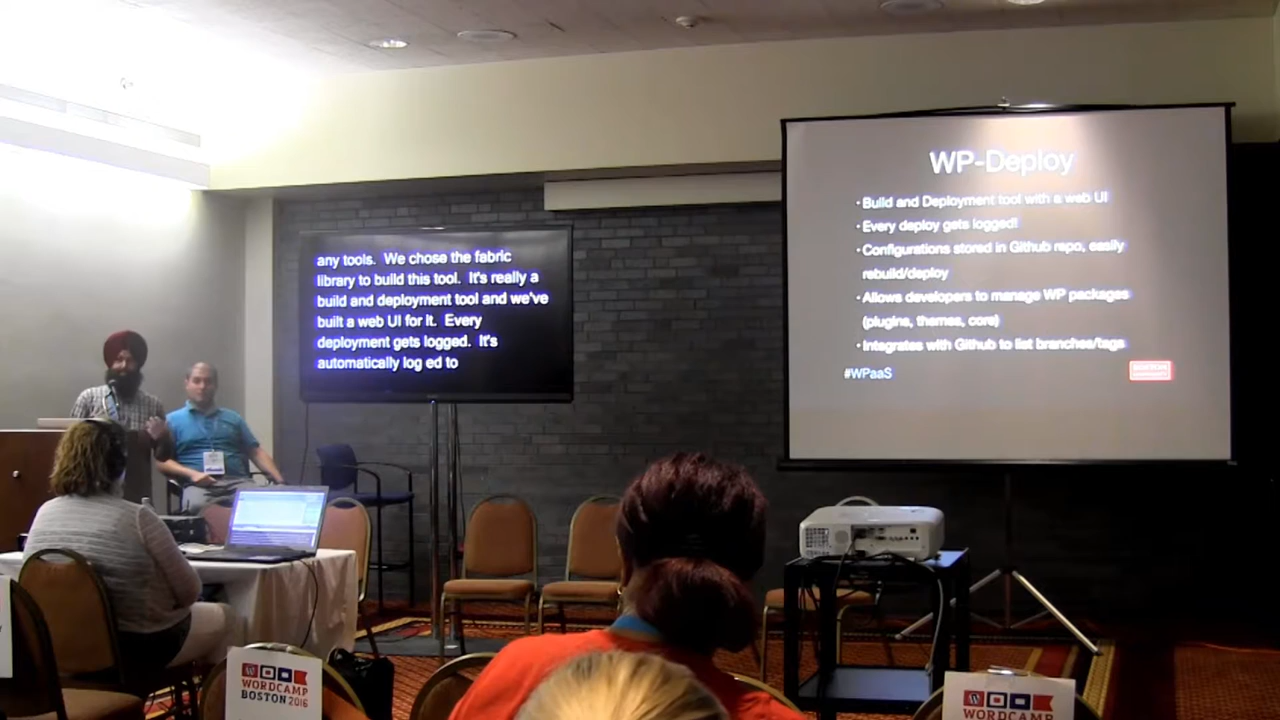 any tools.  We chose the fabric
library to build this tool.  It's really a
build and deployment tool and we've
built a web UI for it.  Every
deployment gets logged.  It's
automatically log ed to
WP-Deploy
· Build and Deployment tool with a web UI
· Every deploy gets logged!
· Configurations stored in Github repo, easily
rebuild/deploy
· Allows developers to manage WP packages
(plugins, themes, core)
· Integrates with Github to list branches/tags
#WPaaS
WORDCAMP
BOSTON 2016
WORDCAMP